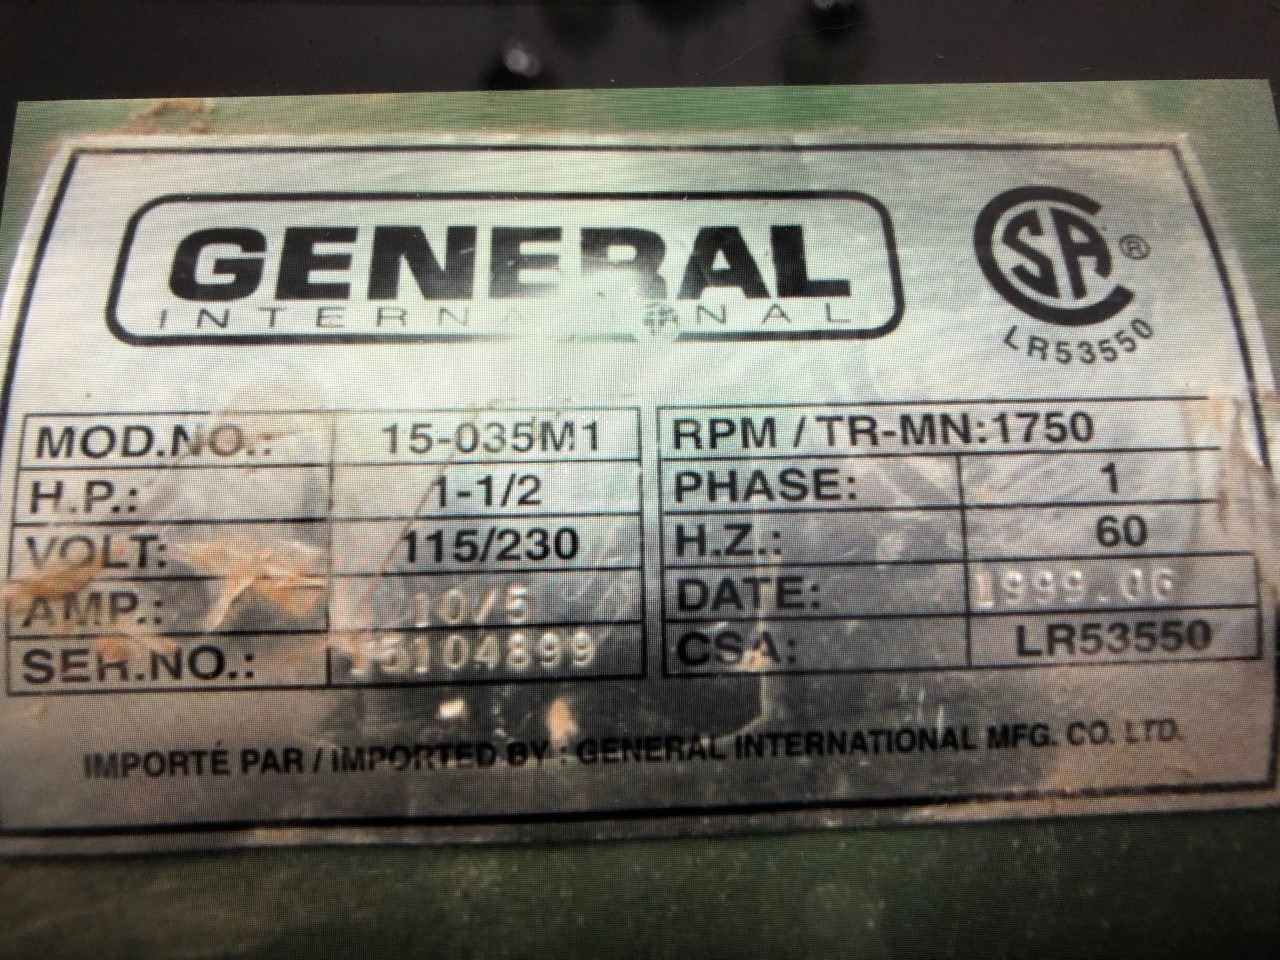 GENERAL
INTERNATIONAL
CSA ®
LR53550
MOD.NO.: 15-035M1
H.P.: 1-1/2
VOLT: 115/230
AMP.: 10/5
SER.NO.: 15104899
RPM / TR-MN:1750
PHASE: 1
H.Z.: 60
DATE: 1999.06
CSA: LR53550
IMPORTÉ PAR / IMPORTED BY : GENERAL INTERNATIONAL MFG. CO. LTD.